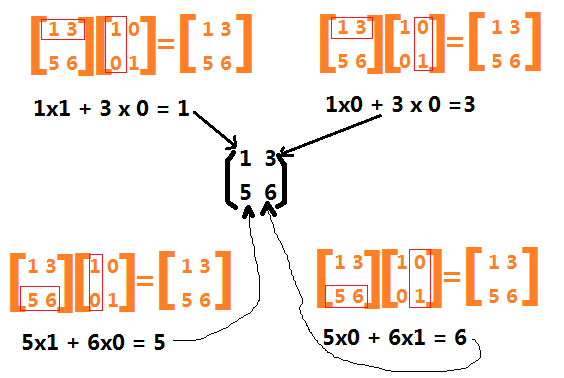 [1 3] [1 0] = [1 3]
[5 6] [0 1] [5 6]
1x1 + 3 x 0 = 1
[1 3] [1 0] = [1 3]
[5 6] [0 1] [5 6]
1x0 + 3 x 0 =3
[1 3]
[5 6]
[1 3] [1 0] = [1 3]
[5 6] [0 1] [5 6]
5x1 + 6x0 = 5
[1 3] [1 0] = [1 3]
[5 6] [0 1] [5 6]
5x0 + 6x1 = 6